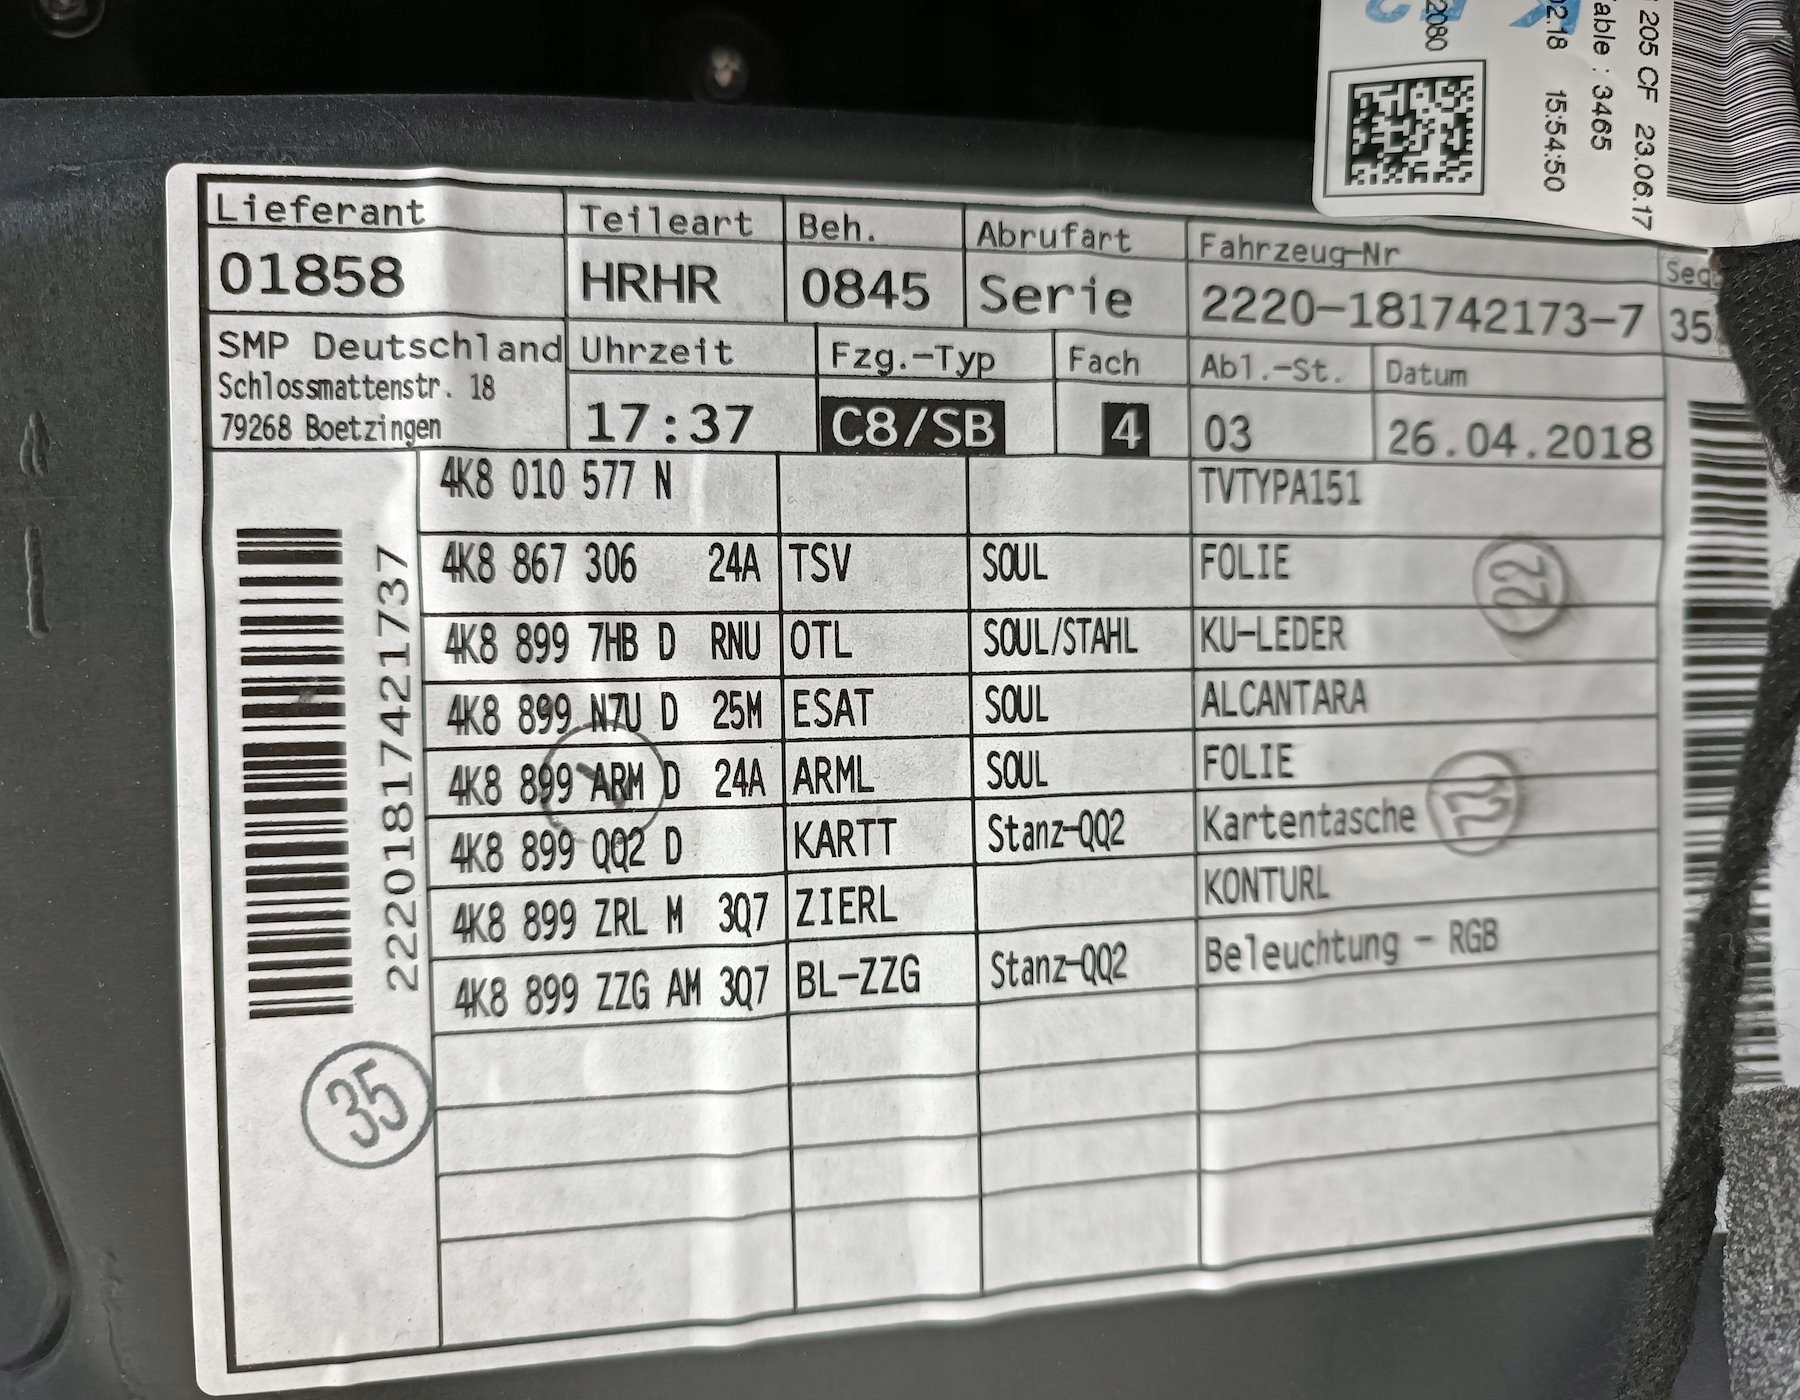 2080
02.18 15:54:50
able : 3465
205 CF 23.06.17
Lieferant Teileart Beh. Abrufart Fahrzeug-Nr
01858 HRHR 0845 Serie 2220-181742173-7 35
SMP Deutschland Uhrzeit Fzg.-Typ Fach Abl.-St. Datum
Schlossmattenstr. 18
79268 Boetzingen 17:37 C8/SB 4 03 26.04.2018
4K8 010 577 N TVTYPA151
4K8 867 306 24A TSV SOUL FOLIE
4K8 899 7HB D RNU OTL SOUL/STAHL KU-LEDER
4K8 899 N7U D 25M ESAT SOUL ALCANTARA
4K8 899 ARM D 24A ARML SOUL FOLIE
4K8 899 QQ2 D KARTT Stanz-QQ2 Kartentasche
4K8 899 ZRL M 3Q7 ZIERL KONTURL
4K8 899 ZZG AM 3Q7 BL-ZZG Stanz-QQ2 Beleuchtung - RGB
22201817421737
22
35